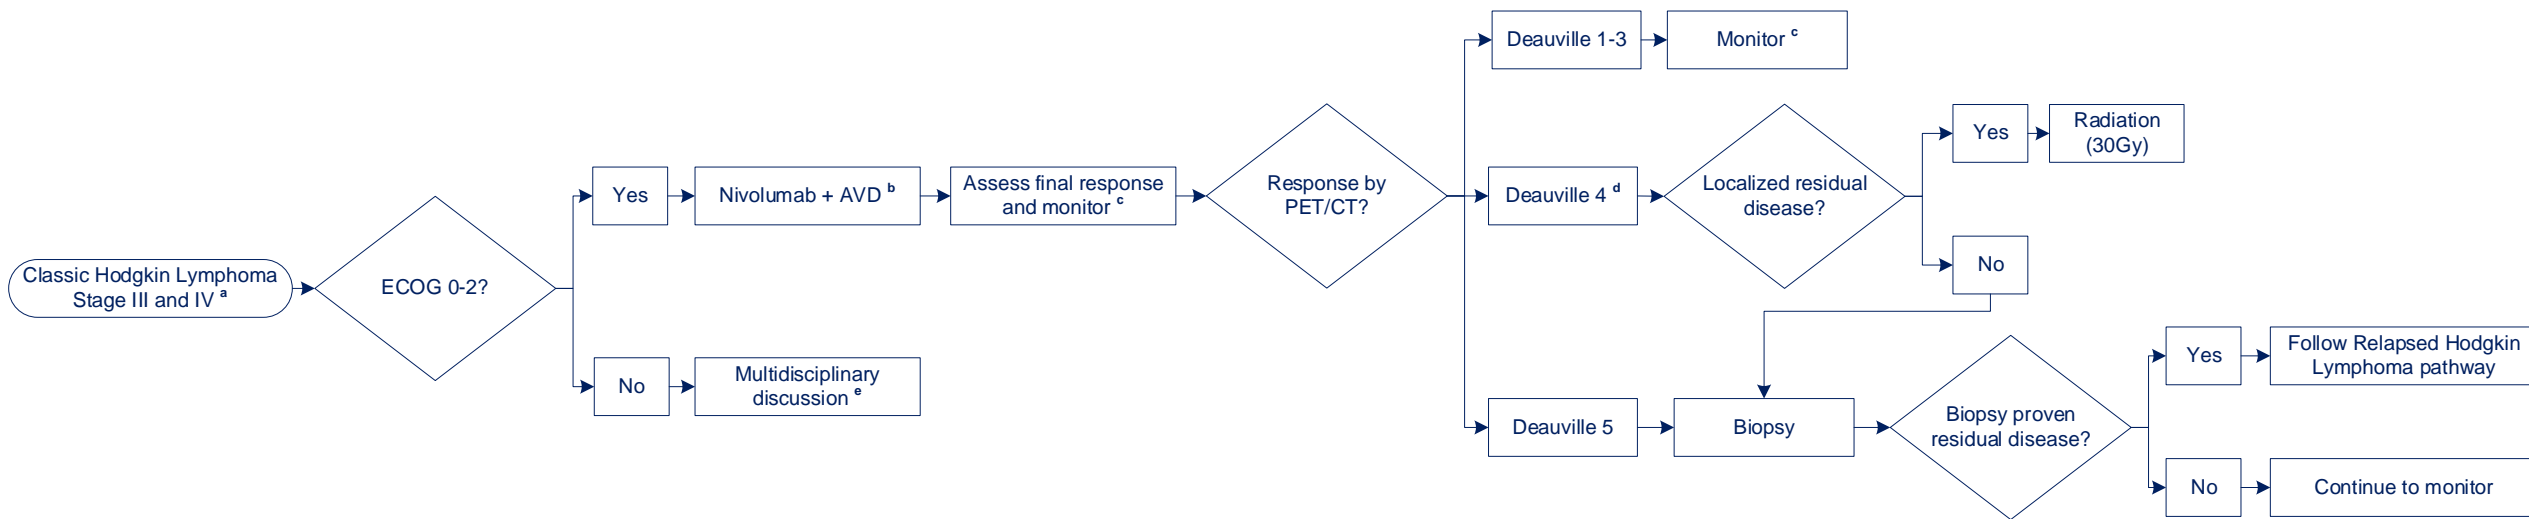 Classic Hodgkin Lymphoma
Stage III and IV a
ECOG 0-2?
Yes
Nivolumab + AVD b
Assess final response
and monitor c
Response by
PET/CT?
No
Multidisciplinary
discussion e
Deauville 1-3
Monitor c
Deauville 4 d
Localized residual
disease?
Yes
Radiation
(30Gy)
No
Deauville 5
Biopsy
Biopsy proven
residual disease?
Yes
Follow Relapsed Hodgkin
Lymphoma pathway
No
Continue to monitor